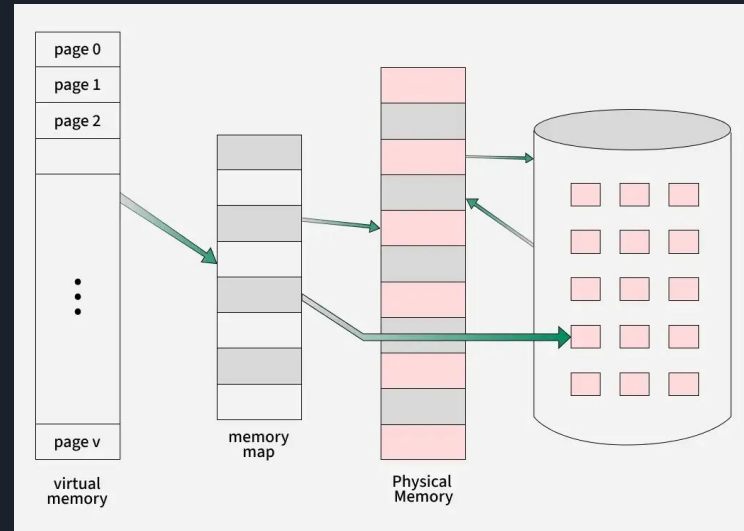 page 0
page 1
page 2
page v
virtual
memory
memory
map
Physical
Memory